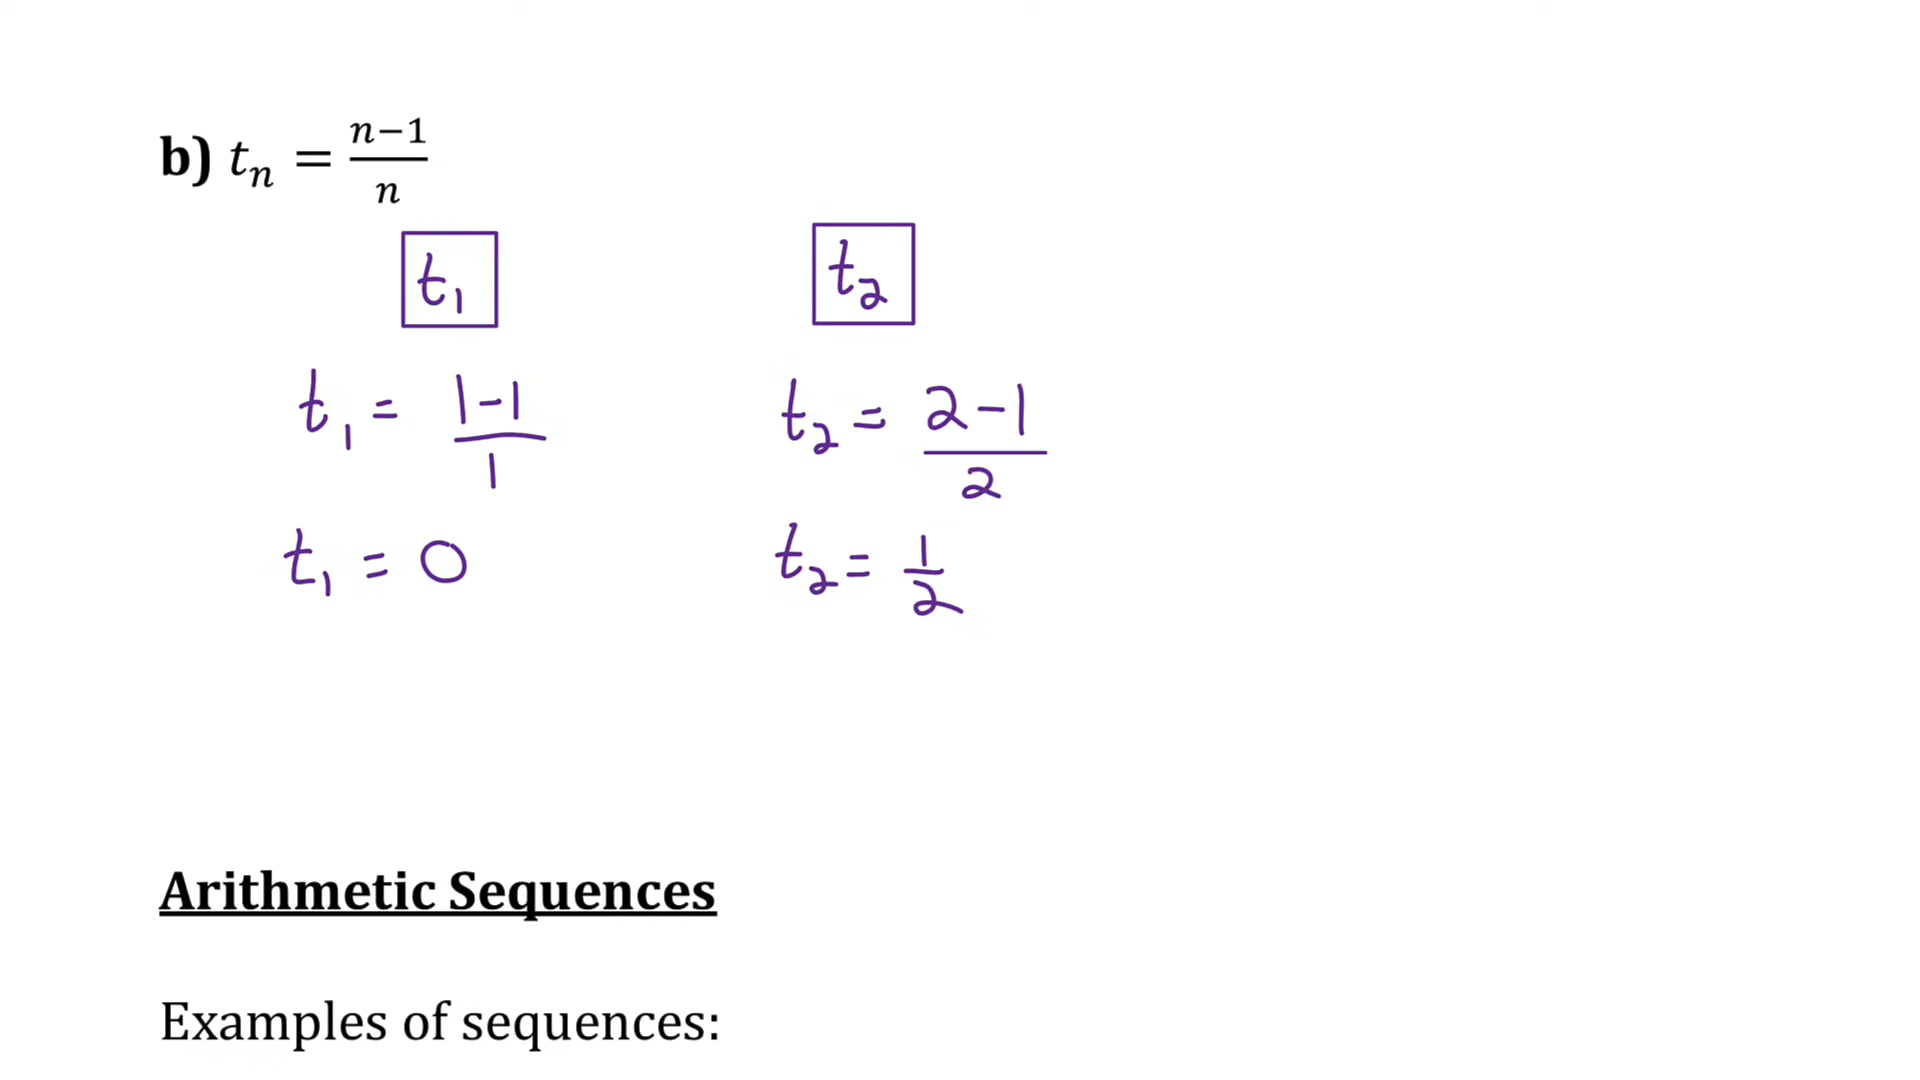 b) tₙ = (n−1)/n
t₁
t₂
t₁ = (1-1)/1
t₂ = (2-1)/2
t₁ = 0
t₂ = 1/2
Arithmetic Sequences
Examples of sequences: